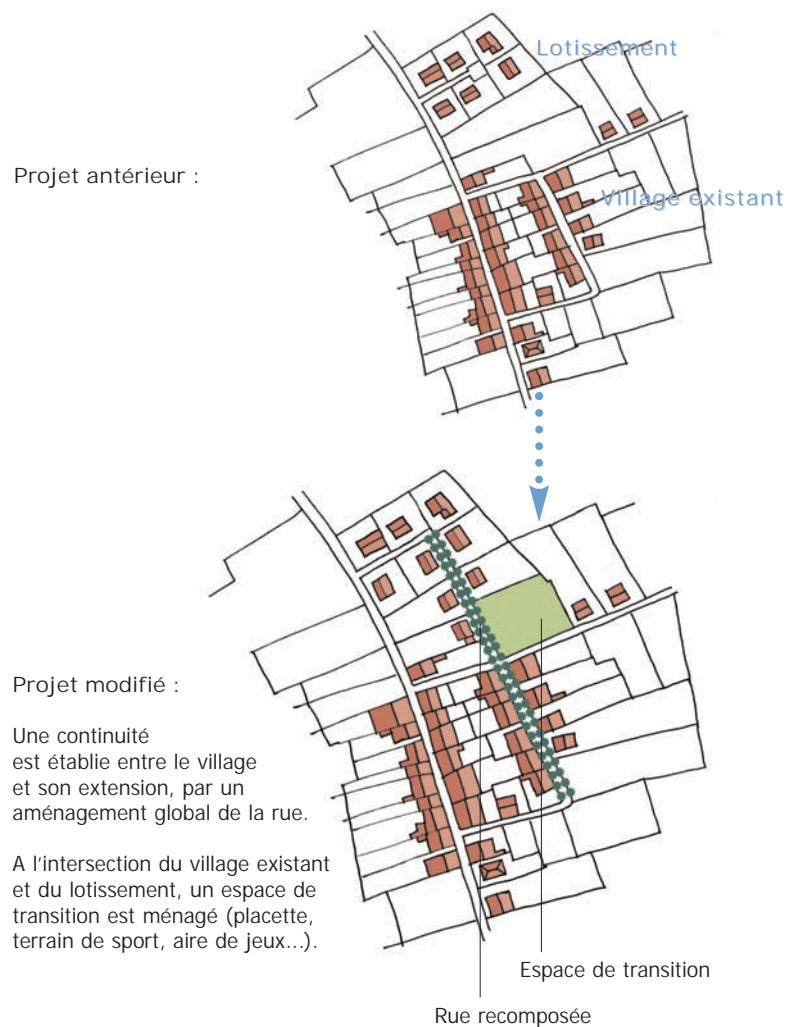 Lotissement
Projet antérieur :
Village existant
Projet modifié :
Une continuité
est établie entre le village
et son extension, par un
aménagement global de la rue.
A l'intersection du village existant
et du lotissement, un espace de
transition est ménagé (placette,
terrain de sport, aire de jeux...).
Espace de transition
Rue recomposée